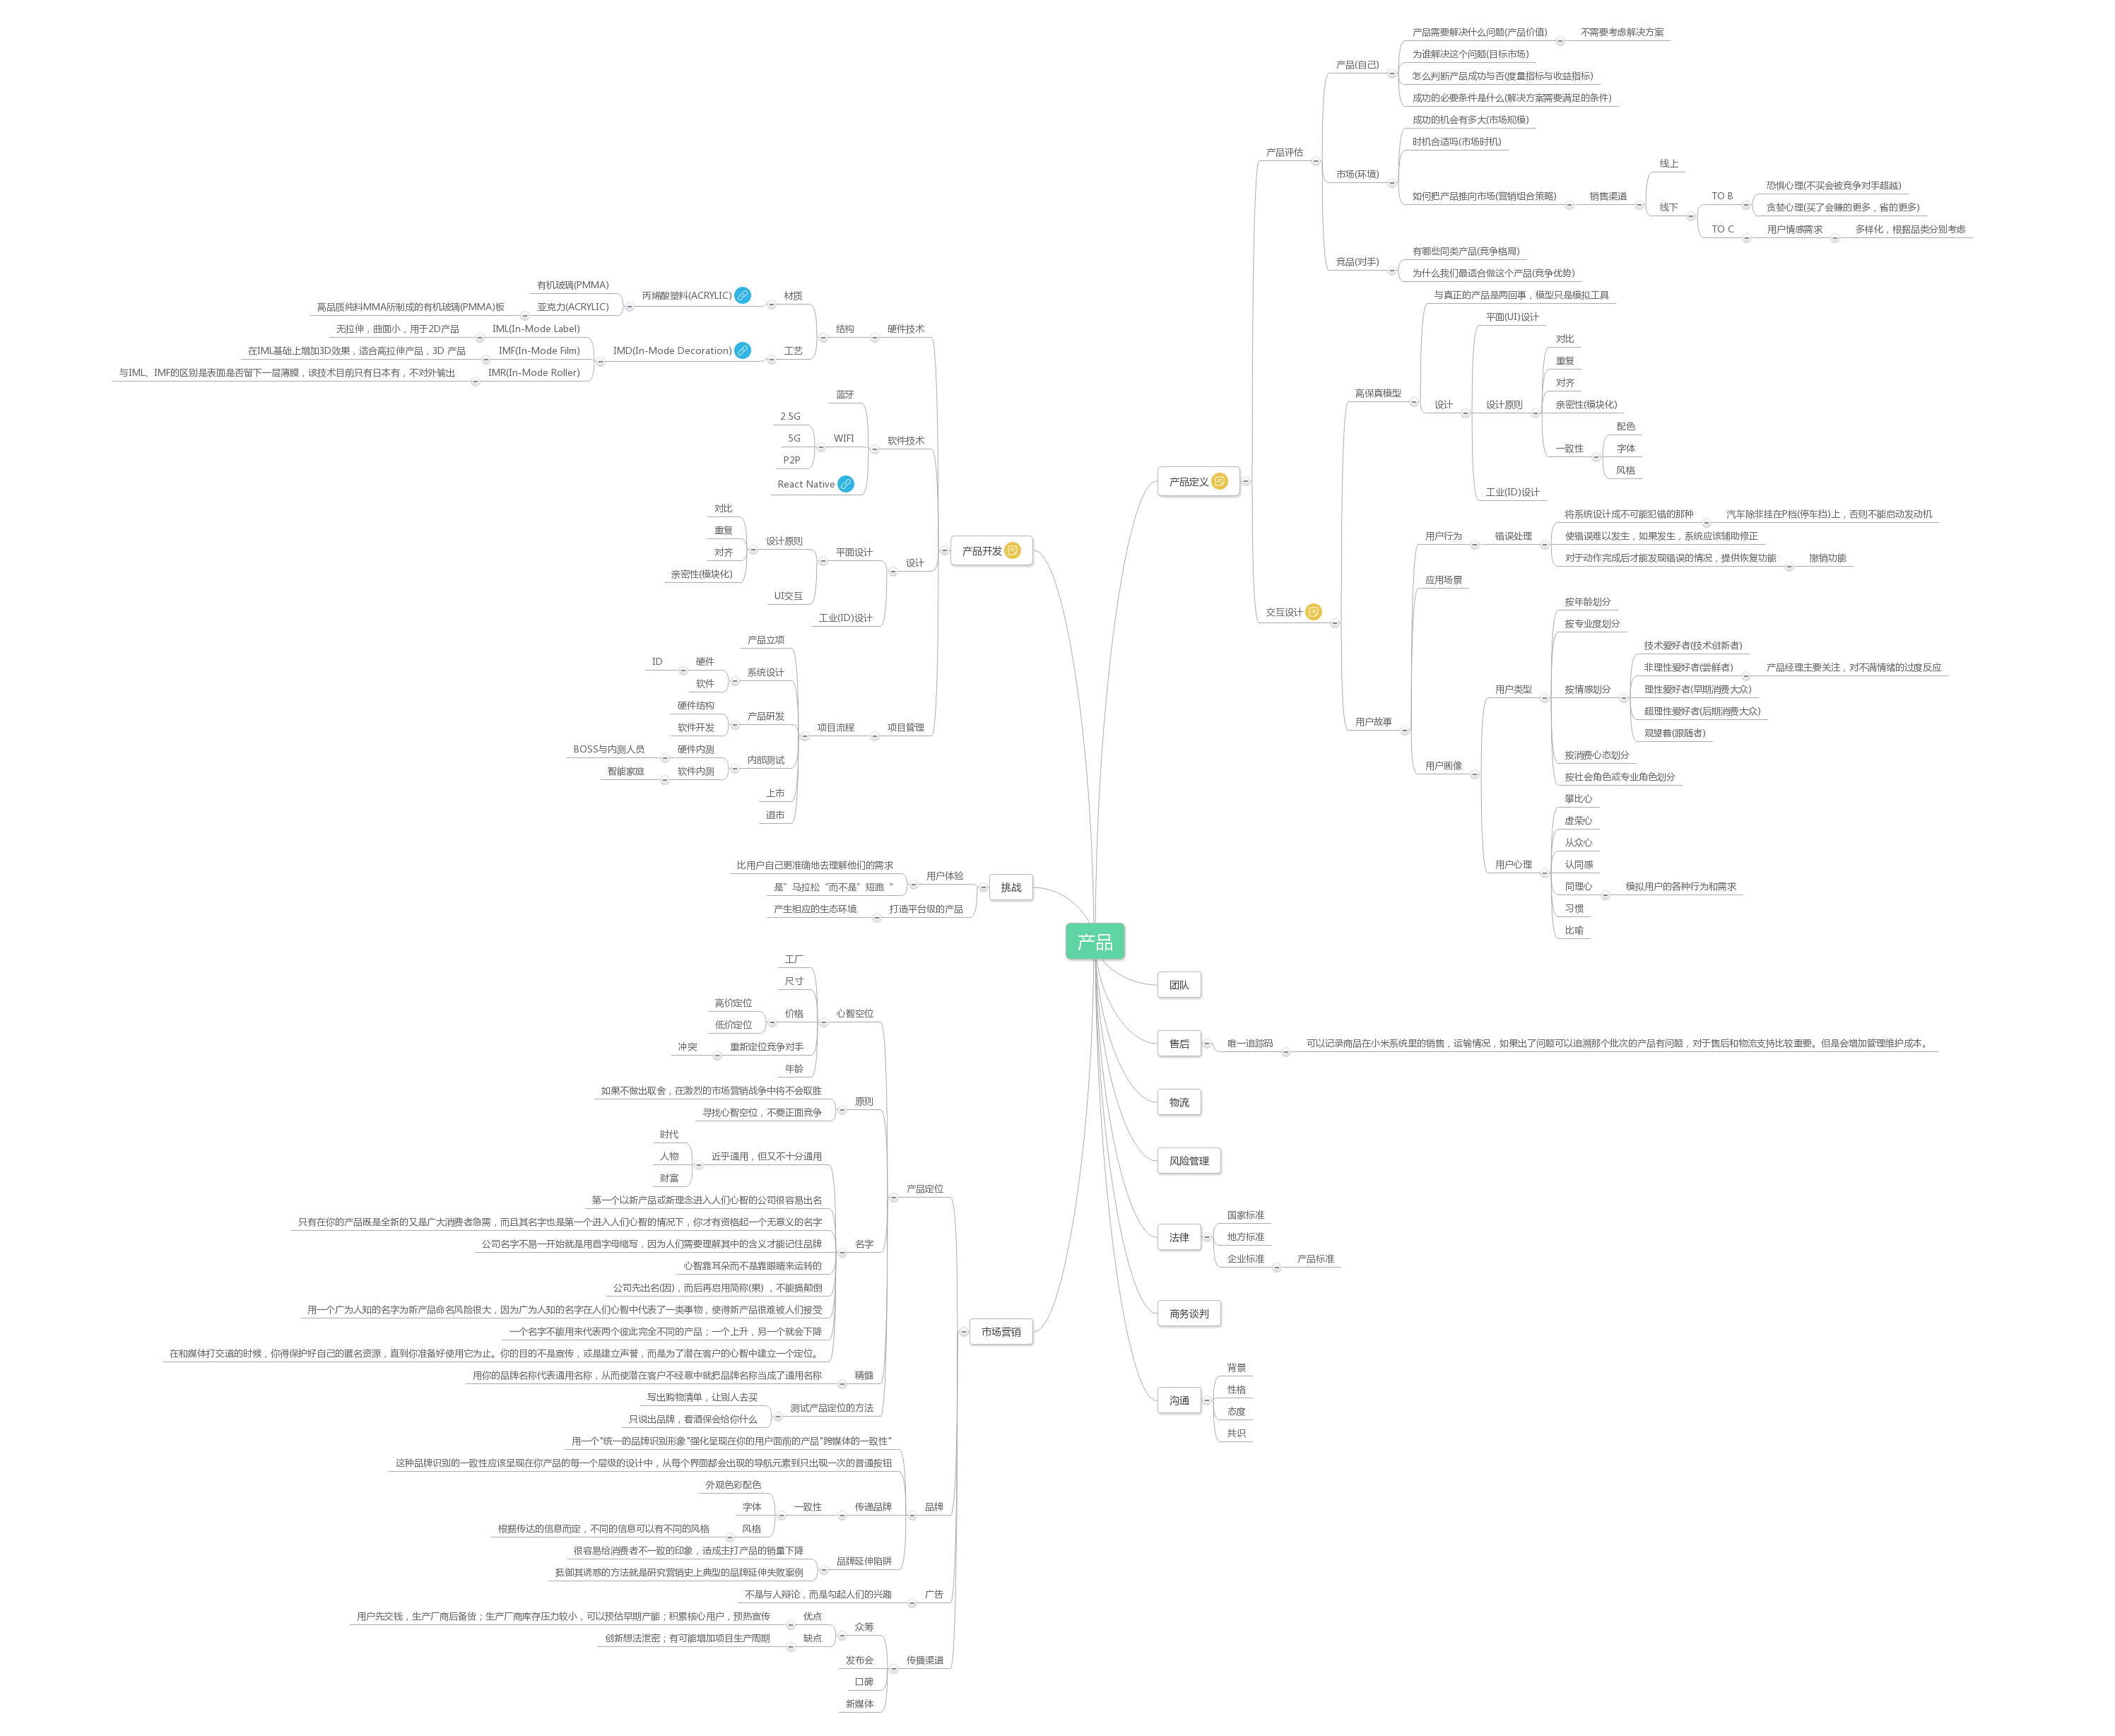 产品
产品定义
产品评估
产品(自己)
产品需要解决什么问题(产品价值)
不需要考虑解决方案
为谁解决这个问题(目标市场)
怎么判断产品成功与否(度量指标与收益指标)
成功的必要条件是什么(解决方案需要满足的条件)
市场(环境)
成功的机会有多大(市场规模)
时机合适吗(市场时机)
如何把产品推向市场(营销组合策略)
销售渠道
线上
线下
TO B
恐惧心理(不买会被竞争对手超越)
贪婪心理(买了会赚的更多，省的更多)
TO C
用户情感需求
多样化，根据品类分别考虑
竞品(对手)
有哪些同类产品(竞争格局)
为什么我们最适合做这个产品(竞争优势)
交互设计
高保真模型
与真正的产品是两回事，模型只是模拟工具
设计
平面(UI)设计
设计原则
对比
重复
对齐
亲密性(模块化)
一致性
配色
字体
风格
工业(ID)设计
用户故事
用户行为
错误处理
将系统设计成不可能犯错的那种
汽车除非挂在P档(停车挡)上，否则不能启动发动机
使错误难以发生，如果发生，系统应该辅助修正
对于动作完成后才能发现错误的情况，提供恢复功能
撤销功能
应用场景
用户画像
用户类型
按年龄划分
按专业度划分
按情感划分
技术爱好者(技术创新者)
非理性爱好者(尝鲜者)
产品经理主要关注，对不满情绪的过度反应
理性爱好者(早期消费大众)
超理性爱好者(后期消费大众)
观望着(跟随者)
按消费心态划分
按社会角色或专业角色划分
用户心理
攀比心
虚荣心
从众心
认同感
同理心
模拟用户的各种行为和需求
习惯
比喻
团队
售后
唯一追踪码
可以记录商品在小米系统里的销售，运输情况，如果出了问题可以追溯那个批次的产品有问题，对于售后和物流支持比较重要。但是会增加管理维护成本。
物流
风险管理
法律
国家标准
地方标准
企业标准
产品标准
商务谈判
沟通
背景
性格
态度
共识
产品开发
硬件技术
结构
材质
丙烯酸塑料(ACRYLIC)
有机玻璃(PMMA)
亚克力(ACRYLIC)
高品质纯料MMA所制成的有机玻璃(PMMA)板
工艺
IMD(In-Mode Decoration)
IML(In-Mode Label)
无拉伸，曲面小，用于2D产品
IMF(In-Mode Film)
在IML基础上增加3D效果，适合高拉伸产品，3D 产品
IMR(In-Mode Roller)
与IML、IMF的区别是表面是否留下一层薄膜，该技术目前只有日本有，不对外输出
软件技术
蓝牙
WIFI
2.5G
5G
P2P
React Native
设计
平面设计
设计原则
对比
重复
对齐
亲密性(模块化)
UI交互
工业(ID)设计
项目管理
项目流程
产品立项
系统设计
硬件
ID
软件
产品研发
硬件结构
软件开发
内部测试
硬件内测
BOSS与内测人员
软件内测
智能家庭
上市
退市
挑战
用户体验
比用户自己更准确地去理解他们的需求
是”马拉松“而不是”短跑“
打造平台级的产品
产生相应的生态环境
市场营销
产品定位
心智空位
工厂
尺寸
价格
高价定位
低价定位
重新定位竞争对手
冲突
年龄
原则
如果不做出取舍，在激烈的市场营销战争中将不会取胜
寻找心智空位，不要正面竞争
名字
近乎通用，但又不十分通用
时代
人物
财富
第一个以新产品或新理念进入人们心智的公司很容易出名
只有在你的产品既是全新的又是广大消费者急需，而且其名字也是第一个进入人们心智的情况下，你才有资格起一个无意义的名字
公司名字不易一开始就是用首字母缩写，因为人们需要理解其中的含义才能记住品牌
心智靠耳朵而不是靠眼睛来运转的
公司先出名(因)，而后再启用简称(果) ，不能搞颠倒
用一个广为人知的名字为新产品命名风险很大，因为广为人知的名字在人们心智中代表了一类事物，使得新产品很难被人们接受
一个名字不能用来代表两个彼此完全不同的产品；一个上升，另一个就会下降
在和媒体打交道的时候，你得保护好自己的匿名资源，直到你准备好使用它为止。你的目的不是宣传，或是建立声誉，而是为了潜在客户的心智中建立一个定位。
精髓
用你的品牌名称代表通用名称，从而使潜在客户不经意中就把品牌名称当成了通用名称
测试产品定位的方法
写出购物清单，让别人去买
只说出品牌，看酒保会给你什么
品牌
用一个"统一的品牌识别形象"强化呈现在你的用户面前的产品"跨媒体的一致性"
这种品牌识别的一致性应该呈现在你产品的每一个层级的设计中，从每个界面都会出现的导航元素到只出现一次的普通按钮
传递品牌
一致性
外观色彩配色
字体
风格
根据传达的信息而定，不同的信息可以有不同的风格
品牌延伸陷阱
很容易给消费者不一致的印象，造成主打产品的销量下降
抵御其诱惑的方法就是研究营销史上典型的品牌延伸失败案例
广告
不是与人辩论，而是勾起人们的兴趣
传播渠道
众筹
优点
用户先交钱，生产厂商后备货；生产厂商库存压力较小，可以预估早期产能；积累核心用户，预热宣传
缺点
创新想法泄密；有可能增加项目生产周期
发布会
口碑
新媒体